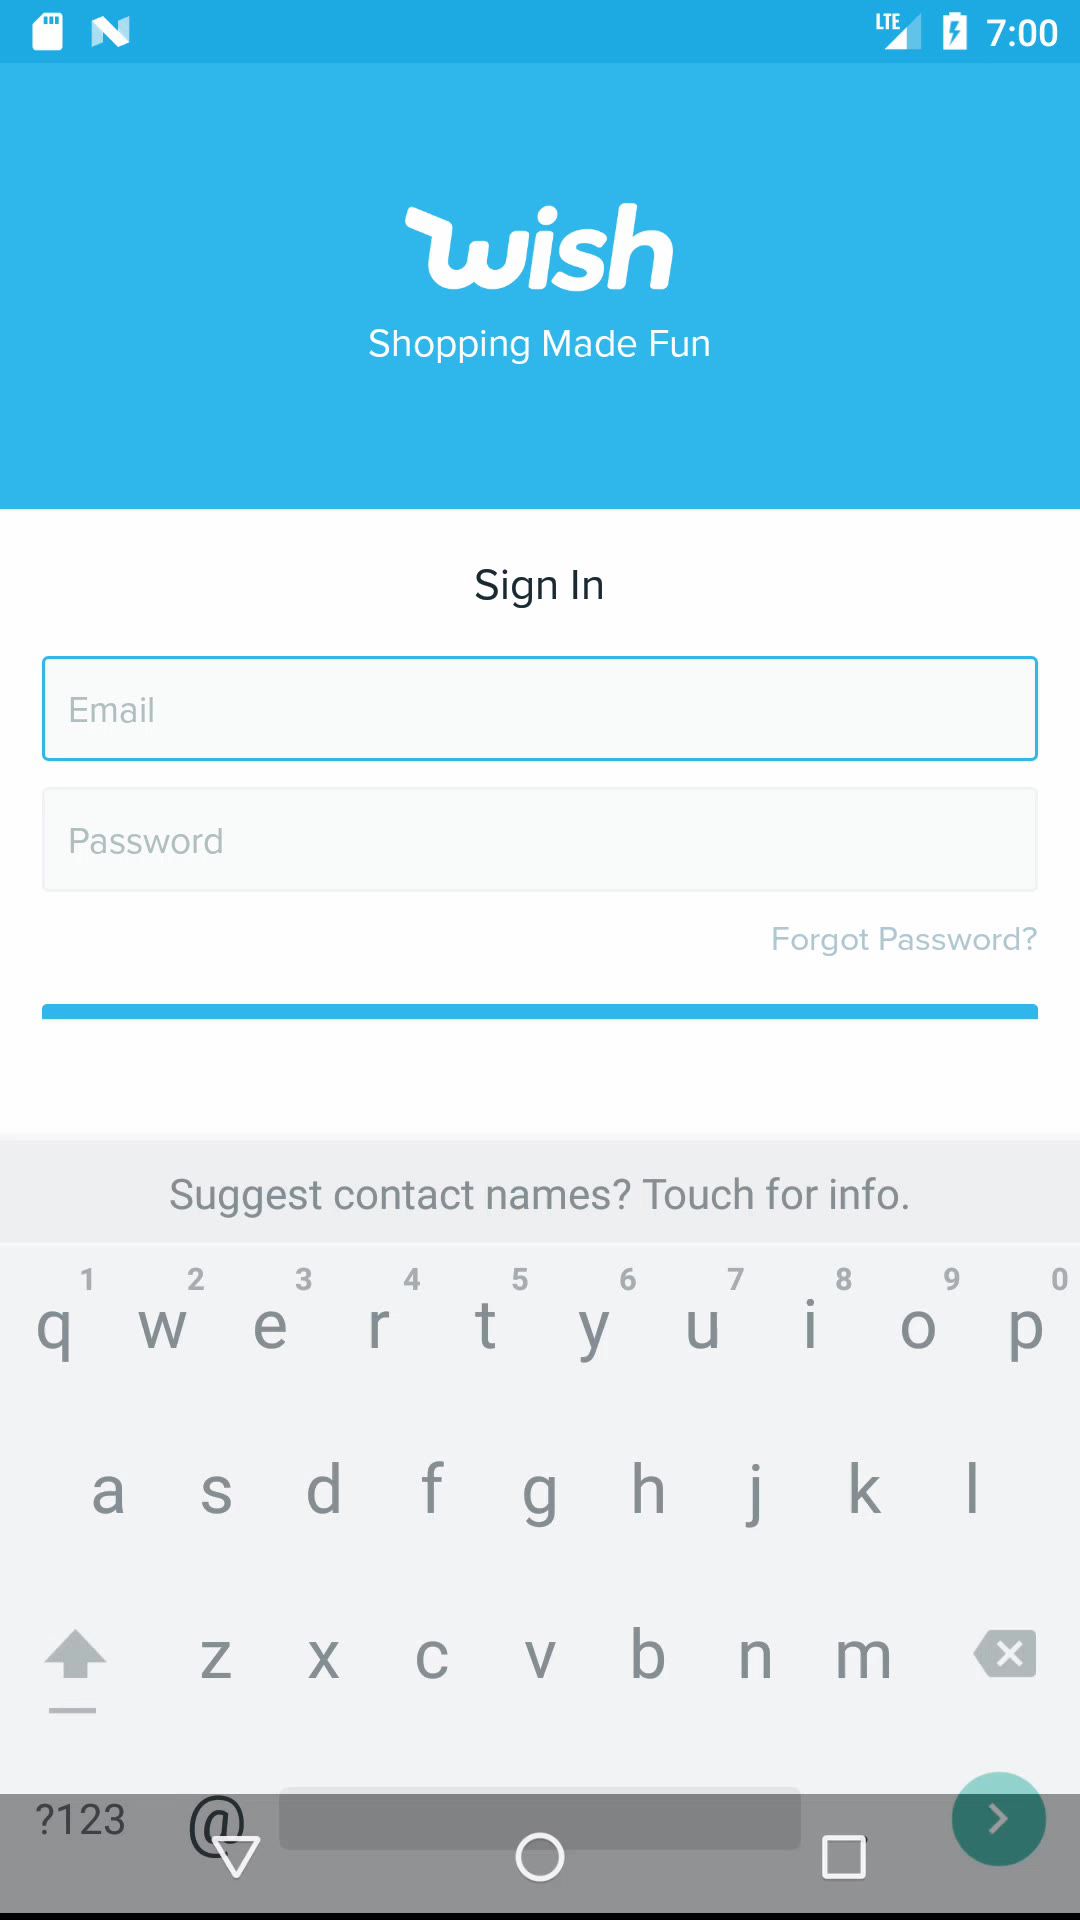 LTE 7:00
wish
Shopping Made Fun
Sign In
Email
Password
Forgot Password?
Suggest contact names? Touch for info.
1 2 3 4 5 6 7 8 9 0
q w e r t y u i o p
a s d f g h j k l
z x c v b n m
?123 @